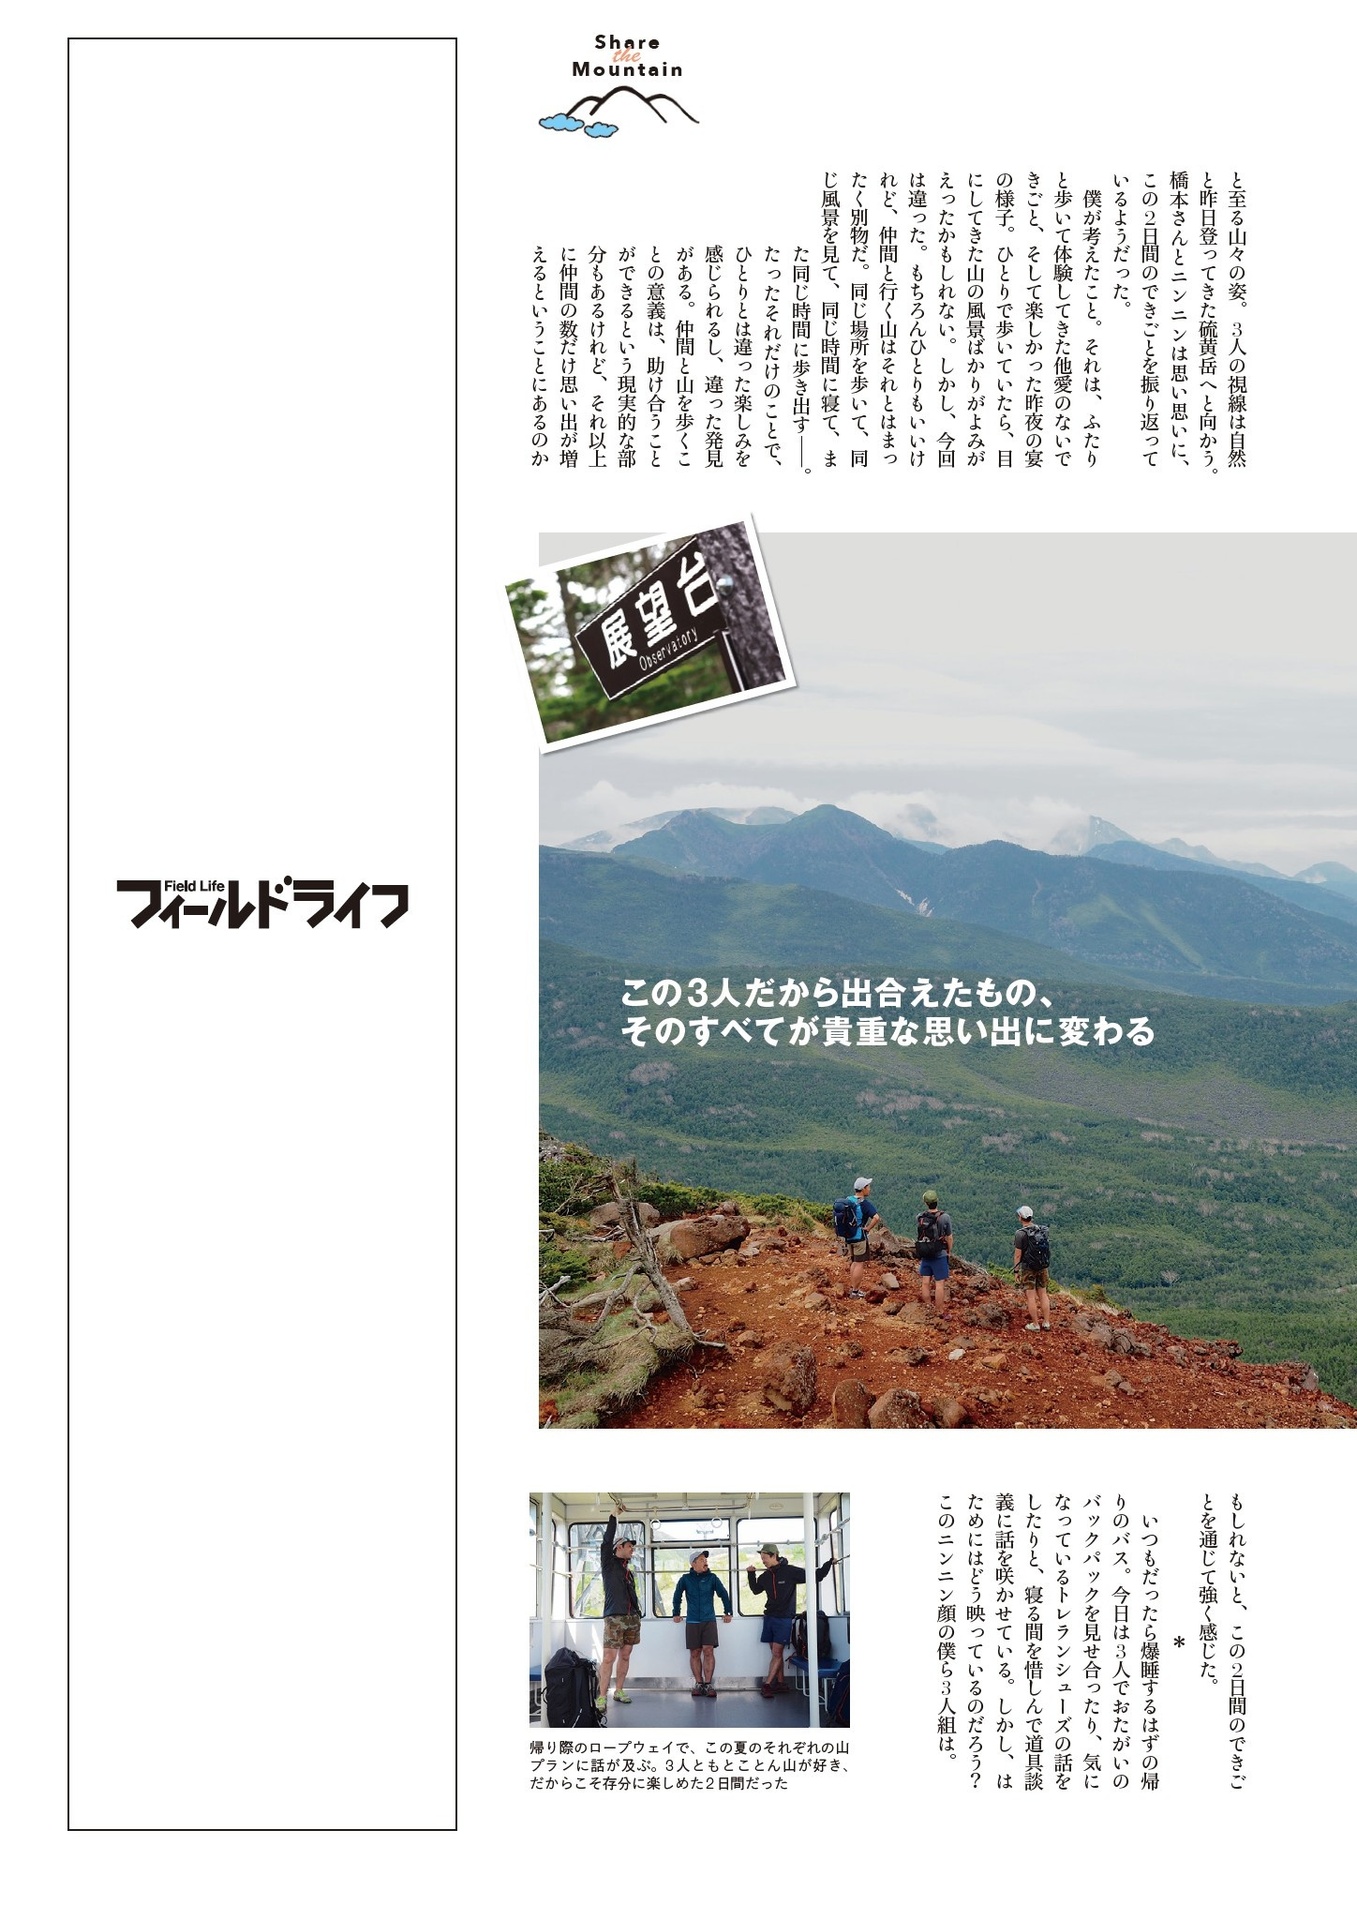 Share
the
Mountain
と至る山々の姿。3人の視線は自然
と昨日登ってきた硫黄岳へと向かう。
橋本さんとニンニンは思い思いに、
この2日間のできごとを振り返って
いるようだった。
僕が考えたこと。それは、ふたり
と歩いて体験してきた他愛のないで
きごと、そして楽しかった昨夜の宴
の様子。ひとりで歩いていたら、目
にしてきた山の風景ばかりがよみが
えったかもしれない。しかし、今回
は違った。もちろんひとりもいいけ
れど、仲間と行く山はそれとはまっ
たく別物だ。同じ場所を歩いて、同
じ風景を見て、同じ時間に寝て、ま
た同じ時間に歩き出す――。
たったそれだけのことで、
ひとりとは違った楽しみを
感じられるし、違った発見
がある。仲間と山を歩くこ
との意義は、助け合うこと
ができるという現実的な部
分もあるけれど、それ以上
に仲間の数だけ思い出が増
えるということにあるのか
展望台
Observatory
この3人だから出合えたもの、
そのすべてが貴重な思い出に変わる
もしれないと、この2日間のできご
とを通じて強く感じた。
＊
いつもだったら爆睡するはずの帰
りのバス。今日は3人でおたがいの
バックパックを見せ合ったり、気に
なっているトレランシューズの話を
したりと、寝る間を惜しんで道具談
義に話を咲かせている。しかし、は
ためにはどう映っているのだろう？
このニンニン顔の僕ら3人組は。
帰り際のロープウェイで、この夏のそれぞれの山
プランに話が及ぶ。3人ともとことん山が好き、
だからこそ存分に楽しめた2日間だった
Field Life
フィールドライフ